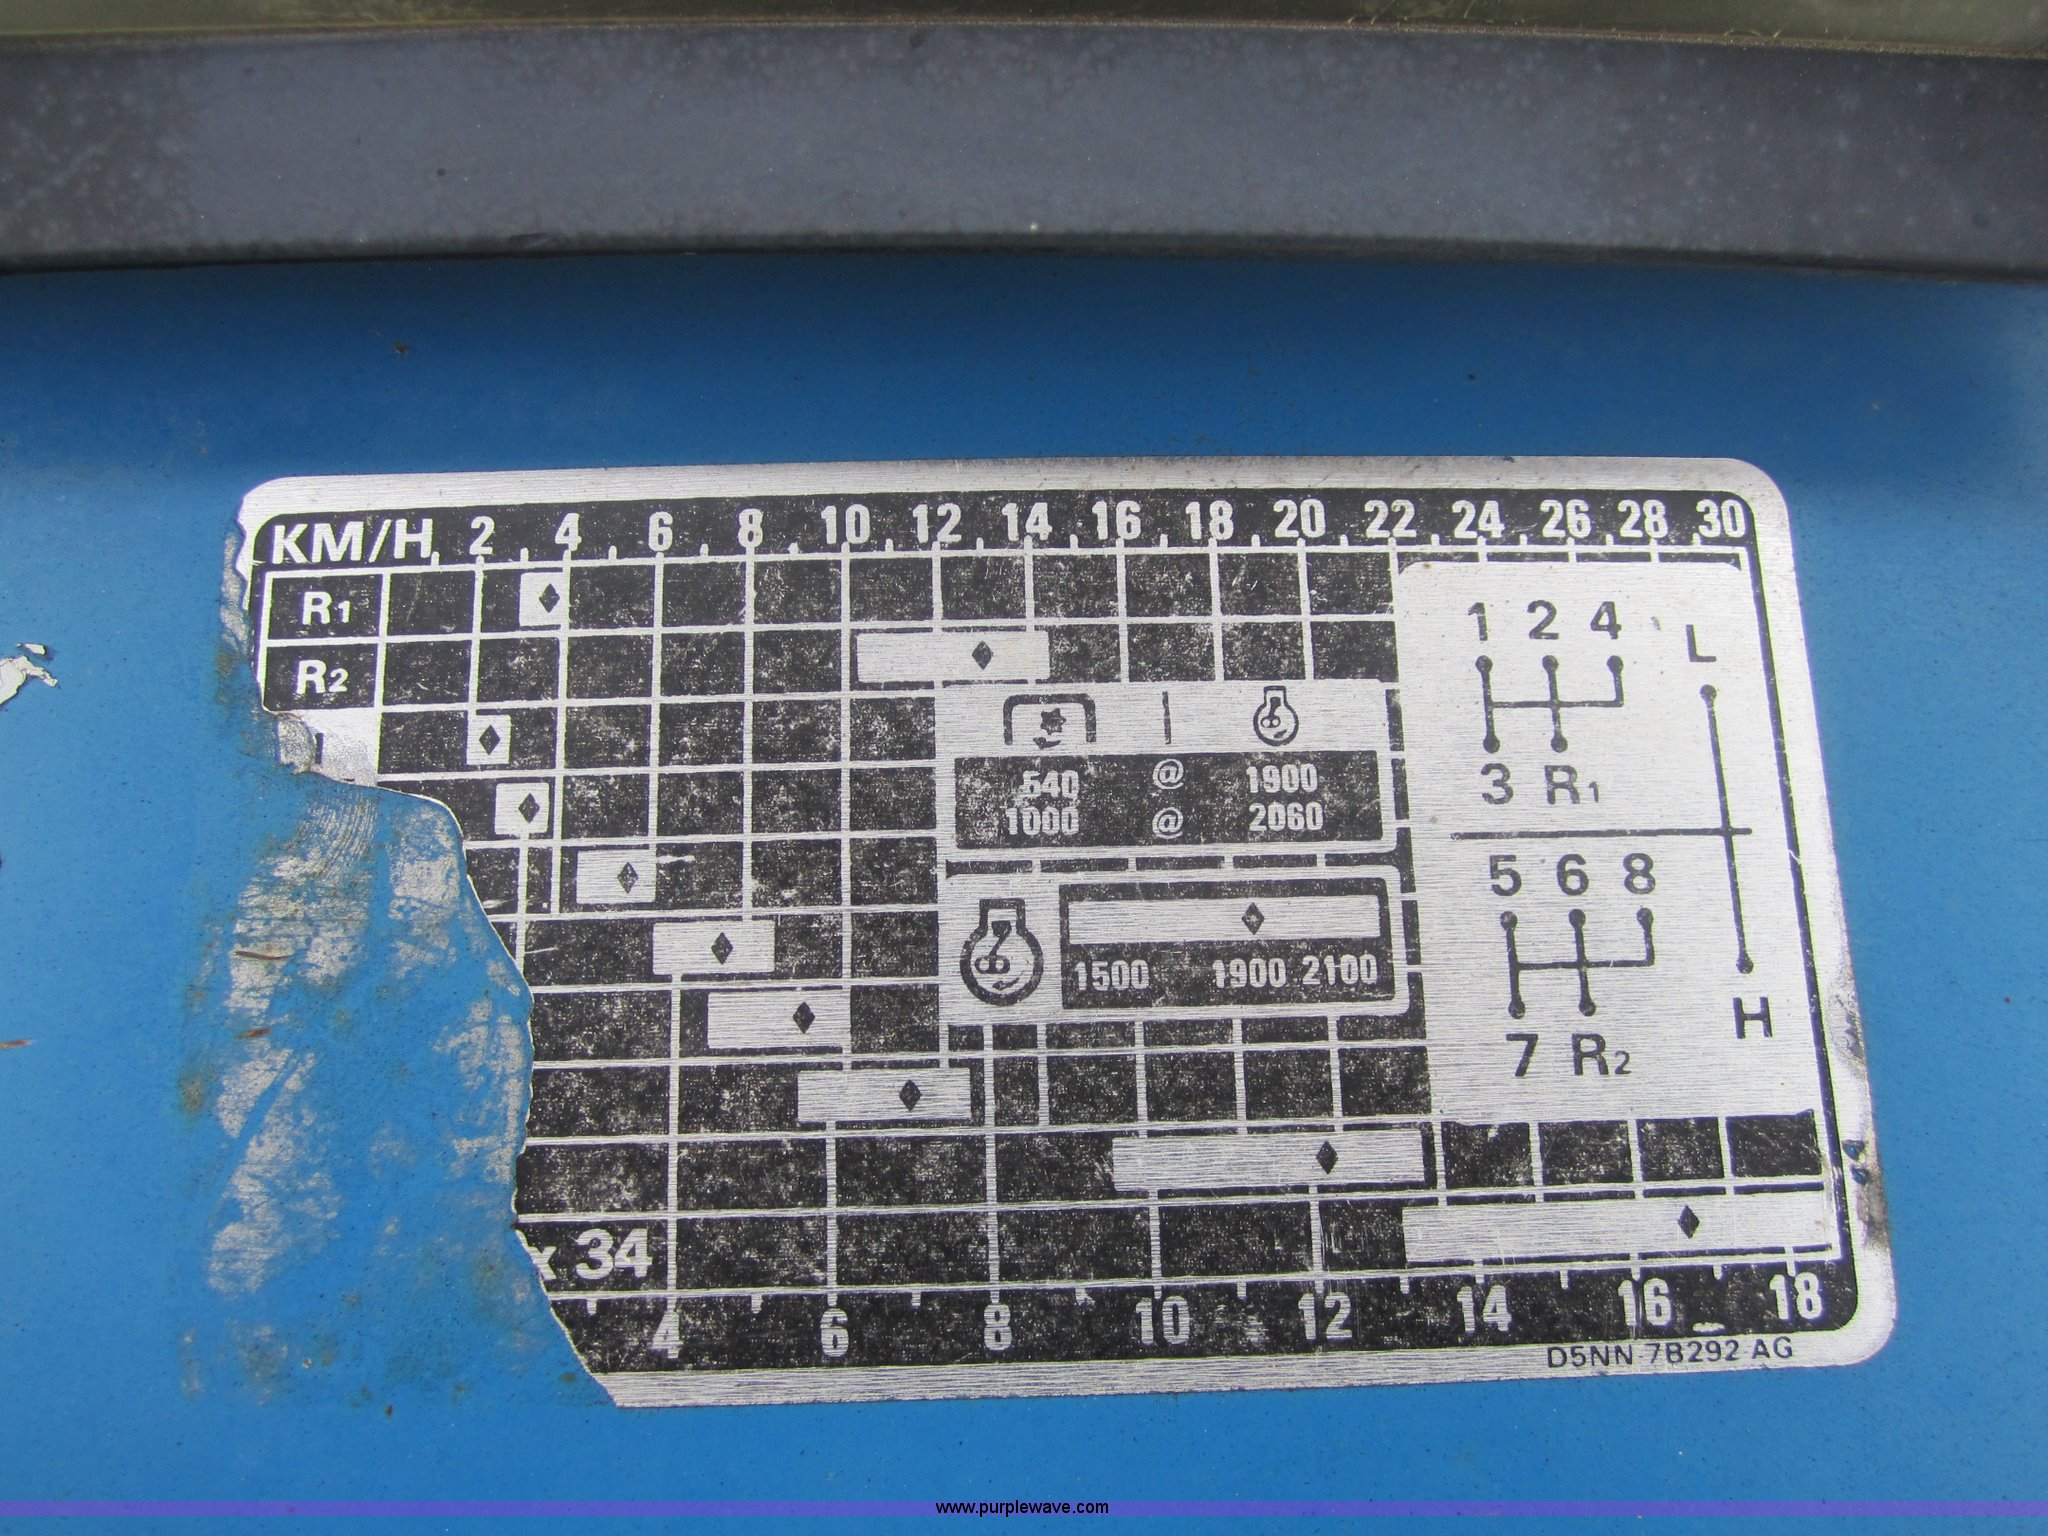 KM/H 2 4 6 8 10 12 14 16 18 20 22 24 26 28 30
R1
R2
1 2 4 L
3 R1
540 @ 1900
1000 @ 2060
5 6 8
7 R2
H
1500 1900 2100
x 34
4 6 8 10 12 14 16 18
D5NN 7B292 AG
www.purplewave.com